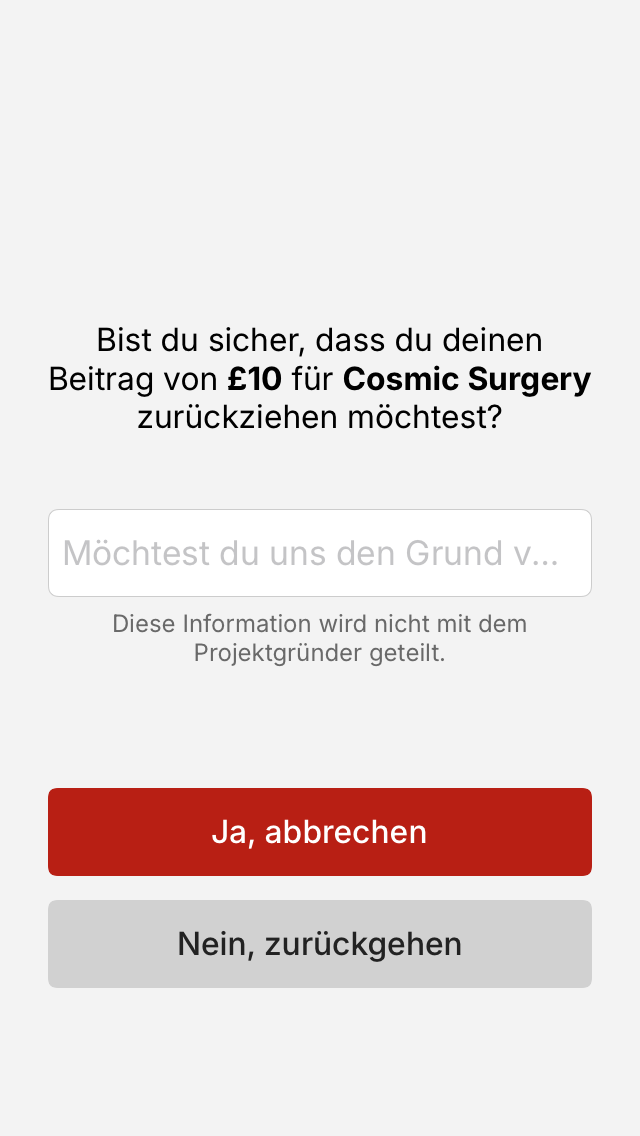 Bist du sicher, dass du deinen
Beitrag von £10 für Cosmic Surgery
zurückziehen möchtest?
Möchtest du uns den Grund v...
Diese Information wird nicht mit dem
Projektgründer geteilt.
Ja, abbrechen
Nein, zurückgehen